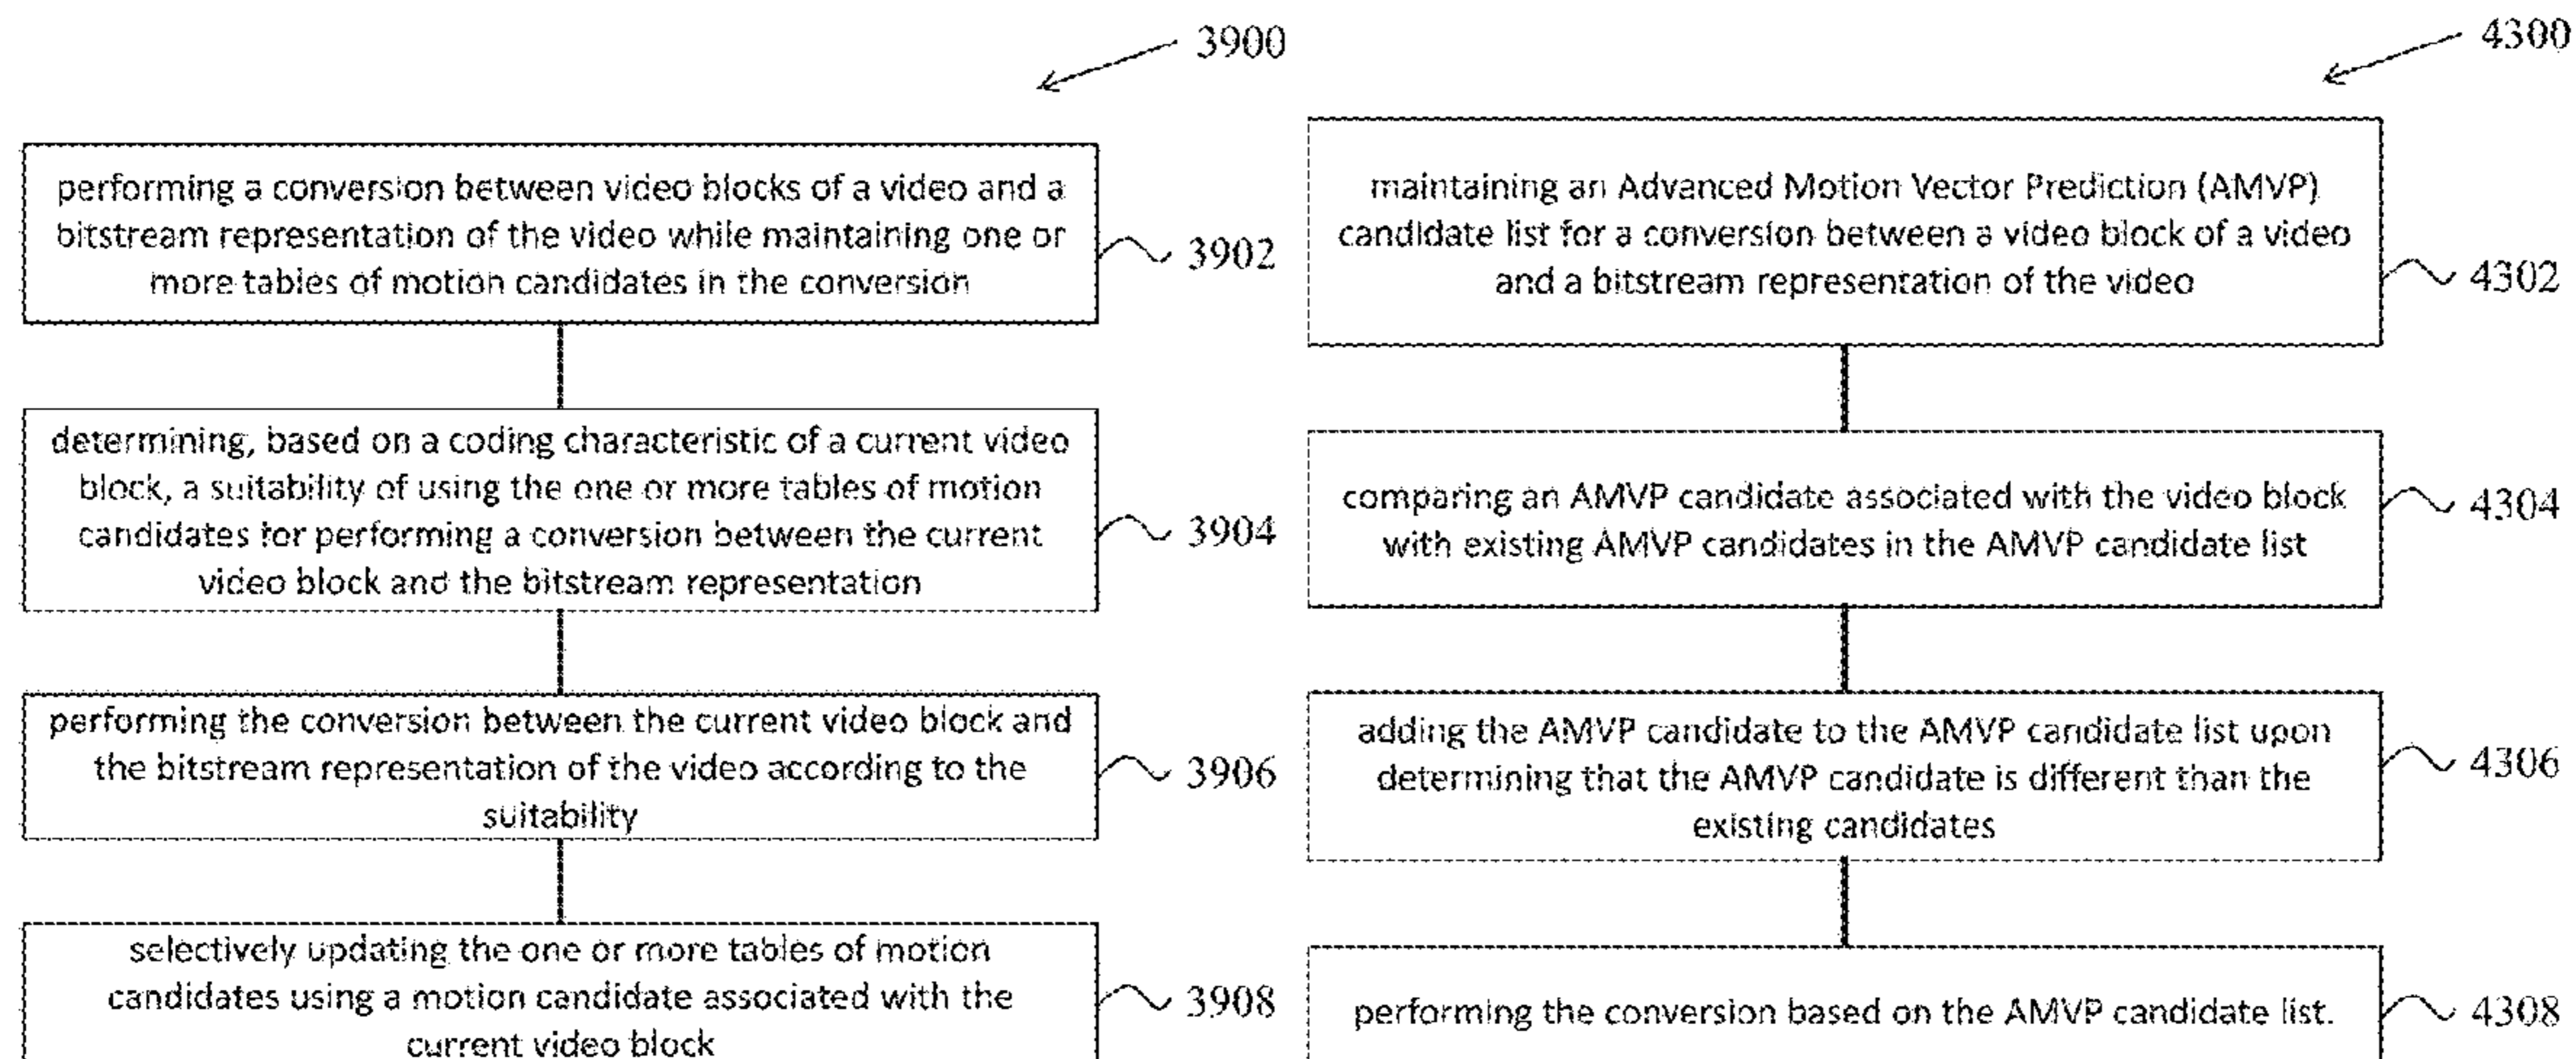 3900
performing a conversion between video blocks of a video and a
bitstream representation of the video while maintaining one or
more tables of motion candidates in the conversion
3902
determining, based on a coding characteristic of a current video
block, a suitability of using the one or more tables of motion
candidates for performing a conversion between the current
video block and the bitstream representation
3904
performing the conversion between the current video block and
the bitstream representation of the video according to the
suitability
3906
selectively updating the one or more tables of motion
candidates using a motion candidate associated with the
current video block
3908
4300
maintaining an Advanced Motion Vector Prediction (AMVP)
candidate list for a conversion between a video block of a video
and a bitstream representation of the video
4302
comparing an AMVP candidate associated with the video block
with existing AMVP candidates in the AMVP candidate list
4304
adding the AMVP candidate to the AMVP candidate list upon
determining that the AMVP candidate is different than the
existing candidates
4306
performing the conversion based on the AMVP candidate list.
4308